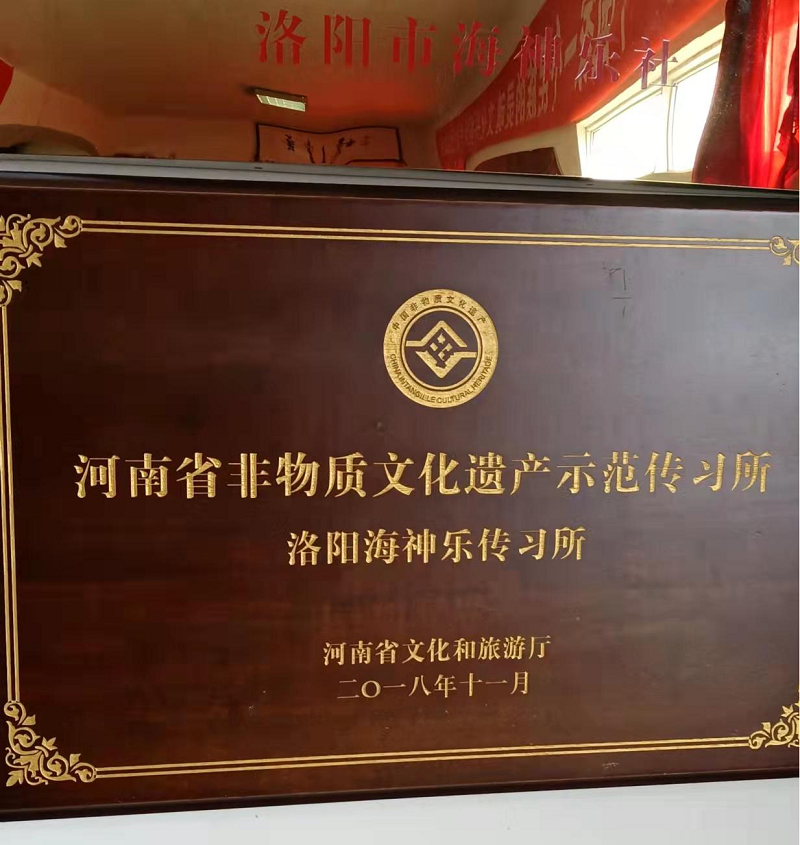 洛阳市海神乐社
中国非物质文化遗产
CHINA INTANGIBLE CULTURAL HERITAGE
河南省非物质文化遗产示范传习所
洛阳海神乐传习所
河南省文化和旅游厅
二〇一八年十一月